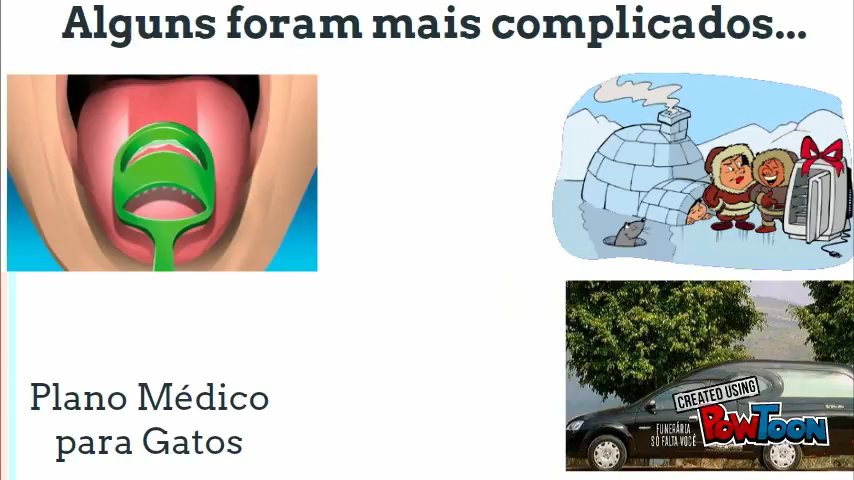 Alguns foram mais complicados...
Plano Médico
para Gatos
FUNERÁRIA
SÓ FALTA VOCÊ
CREATED USING
POWTOON